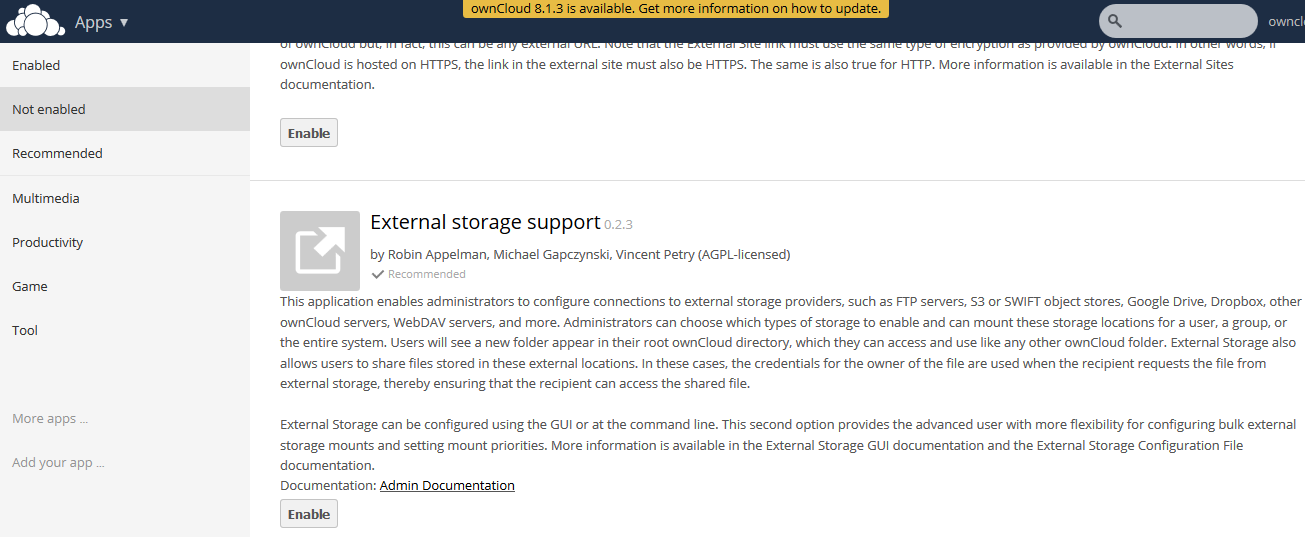 ownCloud 8.1.3 is available. Get more information on how to update.
Apps ▼
owncl
Enabled
Not enabled
Recommended
Multimedia
Productivity
Game
Tool
More apps ...
Add your app ...
of ownCloud but, in fact, this can be any external URL. Note that the External Site link must use the same type of encryption as provided by ownCloud. In other words, if
ownCloud is hosted on HTTPS, the link in the external site must also be HTTPS. The same is also true for HTTP. More information is available in the External Sites
documentation.
Enable
External storage support 0.2.3
by Robin Appelman, Michael Gapczynski, Vincent Petry (AGPL-licensed)
Recommended
This application enables administrators to configure connections to external storage providers, such as FTP servers, S3 or SWIFT object stores, Google Drive, Dropbox, other
ownCloud servers, WebDAV servers, and more. Administrators can choose which types of storage to enable and can mount these storage locations for a user, a group, or
the entire system. Users will see a new folder appear in their root ownCloud directory, which they can access and use like any other ownCloud folder. External Storage also
allows users to share files stored in these external locations. In these cases, the credentials for the owner of the file are used when the recipient requests the file from
external storage, thereby ensuring that the recipient can access the shared file.
External Storage can be configured using the GUI or at the command line. This second option provides the advanced user with more flexibility for configuring bulk external
storage mounts and setting mount priorities. More information is available in the External Storage GUI documentation and the External Storage Configuration File
documentation.
Documentation: Admin Documentation
Enable